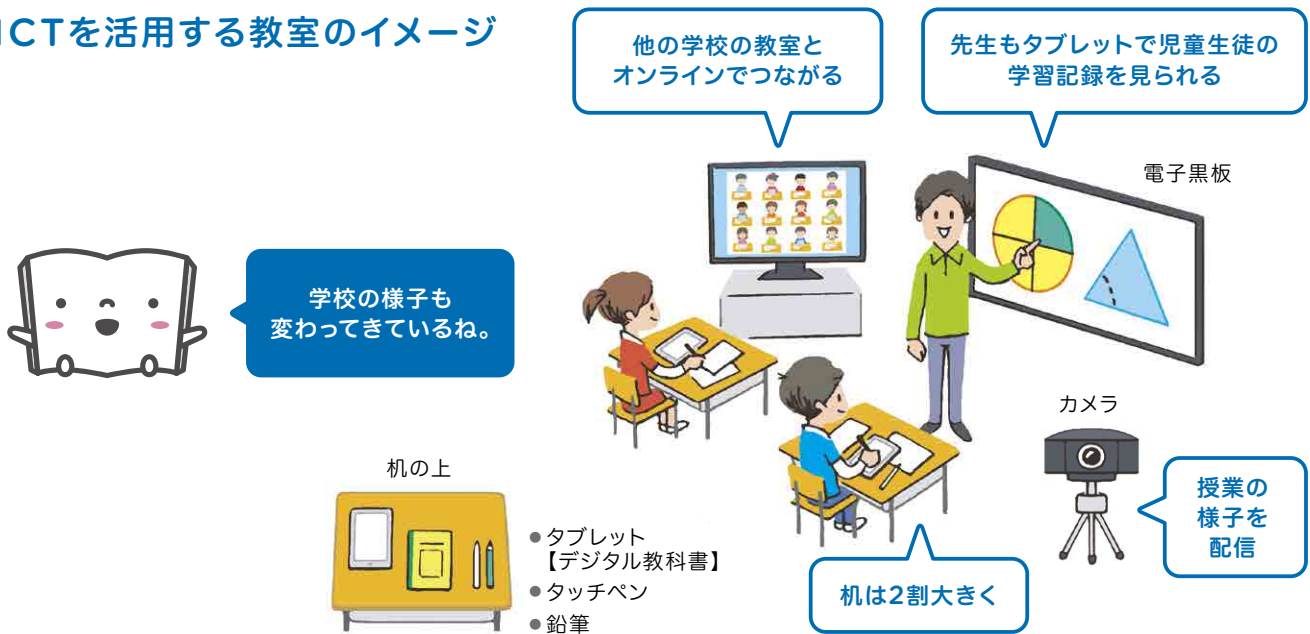 ICTを活用する教室のイメージ
他の学校の教室と
オンラインでつながる
先生もタブレットで児童生徒の
学習記録を見られる
電子黒板
学校の様子も
変わってきているね。
カメラ
授業の
様子を
配信
机の上
●タブレット
【デジタル教科書】
●タッチペン
●鉛筆
机は2割大きく